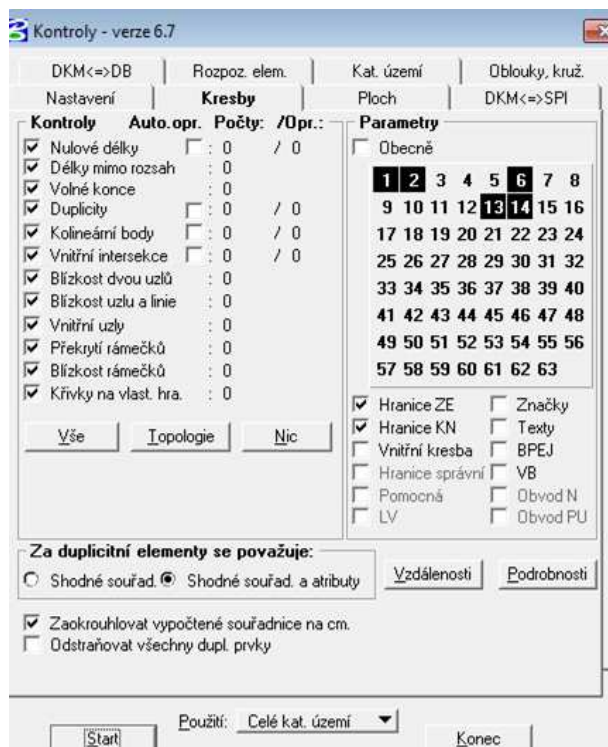 Kontroly - verze 6.7
DKM<=>DB Rozpoz. elem. Kat. území Oblouky, kruž.
Nastavení Kresby Ploch DKM<=>SPI
Kontroly Auto.opr. Počty: /Opr.:
Nulové délky : 0 / 0
Délky mimo rozsah : 0
Volné konce : 0
Duplicity : 0 / 0
Kolineární body : 0 / 0
Vnitřní intersekce : 0 / 0
Blízkost dvou uzlů : 0
Blízkost uzlu a linie : 0
Vnitřní uzly : 0
Překrytí rámečků : 0
Blízkost rámečků : 0
Křivky na vlast. hra. : 0
Vše Topologie Nic
Parametry
Obecně
1 2 3 4 5 6 7 8
9 10 11 12 13 14 15 16
17 18 19 20 21 22 23 24
25 26 27 28 29 30 31 32
33 34 35 36 37 38 39 40
41 42 43 44 45 46 47 48
49 50 51 52 53 54 55 56
57 58 59 60 61 62 63
Hranice ZE Značky
Hranice KN Texty
Vnitřní kresba BPEJ
Hranice správní VB
Pomocná Obvod N
LV Obvod PU
Za duplicitní elementy se považuje:
Shodné souřad. Shodné souřad. a atributy
Vzdálenosti Podrobnosti
Zaokrouhlovat vypočtené souřadnice na cm.
Odstraňovat všechny dupl. prvky
Použití: Celé kat. území
Start Konec